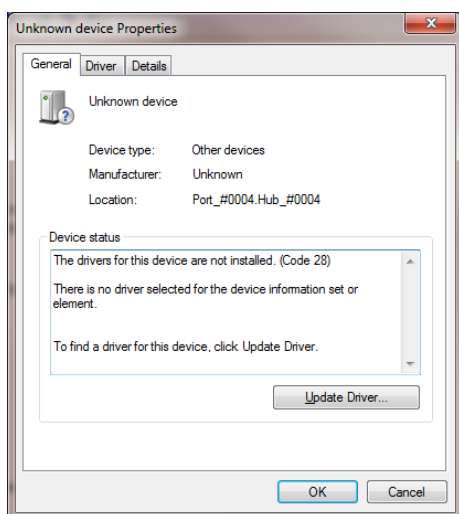 Unknown device Properties
General Driver Details
Unknown device
Device type: Other devices
Manufacturer: Unknown
Location: Port_#0004.Hub_#0004
Device status
The drivers for this device are not installed. (Code 28)
There is no driver selected for the device information set or
element.
To find a driver for this device, click Update Driver.
Update Driver...
OK Cancel